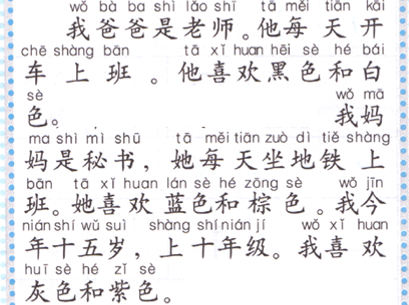 wǒ bà ba shì lǎo shī tā měi tiān kāi
我爸爸是老师。他每天开
chē shàng bān tā xǐ huan hēi sè hé bái
车上班。他喜欢黑色和白
sè wǒ mā
色。 我妈
ma shì mì shū tā měi tiān zuò dì tiě shàng
妈是秘书，她每天坐地铁上
bān tā xǐ huan lán sè hé zōng sè wǒ jīn
班。她喜欢蓝色和棕色。我今
nián shí wǔ suì shàng shí nián jí wǒ xǐ huan
年十五岁，上十年级。我喜欢
huī sè hé zǐ sè
灰色和紫色。